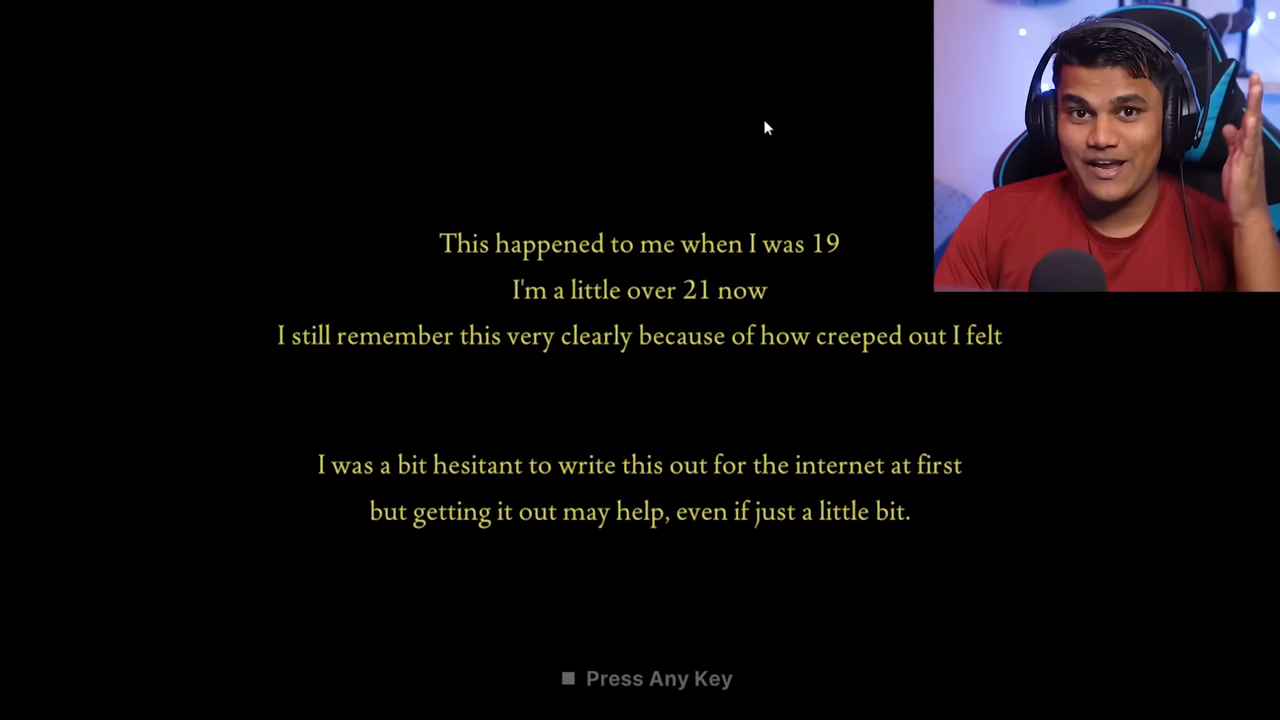 This happened to me when I was 19
I'm a little over 21 now
I still remember this very clearly because of how creeped out I felt
I was a bit hesitant to write this out for the internet at first
but getting it out may help, even if just a little bit.
Press Any Key